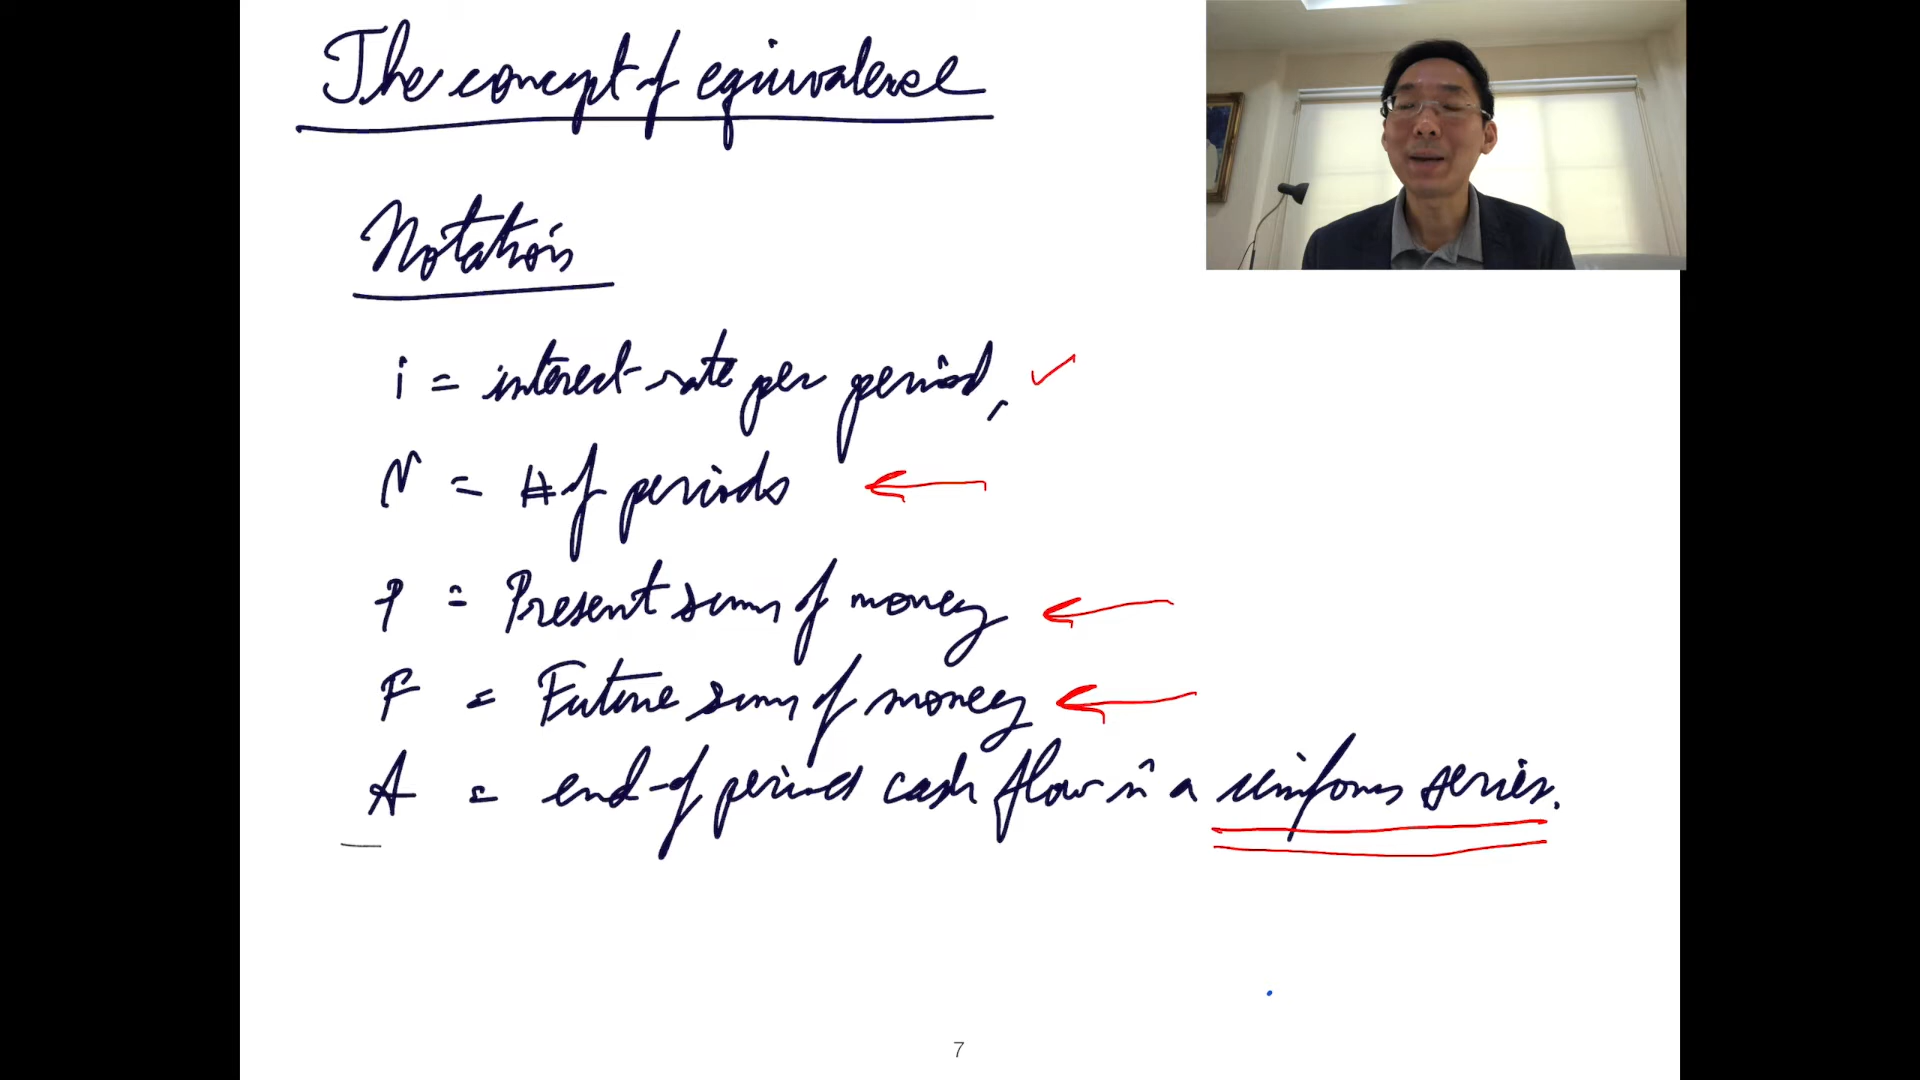 The concept of equivalence
Notation
i = interest rate per period,
N = # of periods
P = Present sum of money
F = Future sum of money
A = end-of period cash flow in a uniform series.
7